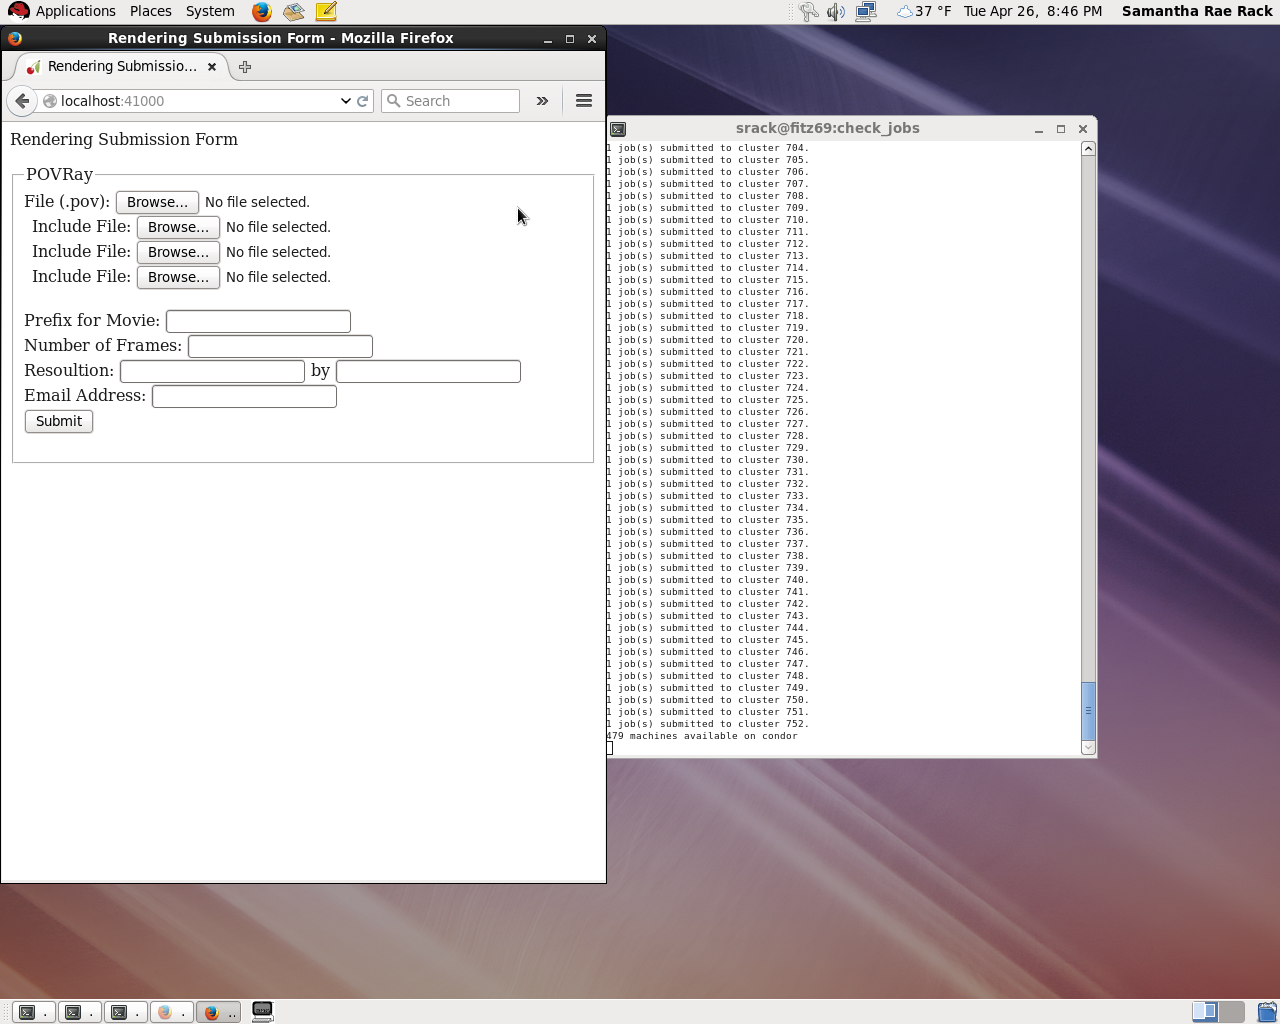 Applications Places System 37 °F Tue Apr 26, 8:46 PM Samantha Rae Rack
Rendering Submission Form - Mozilla Firefox
Rendering Submissio...
localhost:41000 Search
Rendering Submission Form
POVRay
File (.pov): Browse... No file selected.
Include File: Browse... No file selected.
Include File: Browse... No file selected.
Include File: Browse... No file selected.
Prefix for Movie:
Number of Frames:
Resoultion: by
Email Address:
Submit
srack@fitz69:check_jobs
1 job(s) submitted to cluster 704.
1 job(s) submitted to cluster 705.
1 job(s) submitted to cluster 706.
1 job(s) submitted to cluster 707.
1 job(s) submitted to cluster 708.
1 job(s) submitted to cluster 709.
1 job(s) submitted to cluster 710.
1 job(s) submitted to cluster 711.
1 job(s) submitted to cluster 712.
1 job(s) submitted to cluster 713.
1 job(s) submitted to cluster 714.
1 job(s) submitted to cluster 715.
1 job(s) submitted to cluster 716.
1 job(s) submitted to cluster 717.
1 job(s) submitted to cluster 718.
1 job(s) submitted to cluster 719.
1 job(s) submitted to cluster 720.
1 job(s) submitted to cluster 721.
1 job(s) submitted to cluster 722.
1 job(s) submitted to cluster 723.
1 job(s) submitted to cluster 724.
1 job(s) submitted to cluster 725.
1 job(s) submitted to cluster 726.
1 job(s) submitted to cluster 727.
1 job(s) submitted to cluster 728.
1 job(s) submitted to cluster 729.
1 job(s) submitted to cluster 730.
1 job(s) submitted to cluster 731.
1 job(s) submitted to cluster 732.
1 job(s) submitted to cluster 733.
1 job(s) submitted to cluster 734.
1 job(s) submitted to cluster 735.
1 job(s) submitted to cluster 736.
1 job(s) submitted to cluster 737.
1 job(s) submitted to cluster 738.
1 job(s) submitted to cluster 739.
1 job(s) submitted to cluster 740.
1 job(s) submitted to cluster 741.
1 job(s) submitted to cluster 742.
1 job(s) submitted to cluster 743.
1 job(s) submitted to cluster 744.
1 job(s) submitted to cluster 745.
1 job(s) submitted to cluster 746.
1 job(s) submitted to cluster 747.
1 job(s) submitted to cluster 748.
1 job(s) submitted to cluster 749.
1 job(s) submitted to cluster 750.
1 job(s) submitted to cluster 751.
1 job(s) submitted to cluster 752.
479 machines available on condor
. . . . ..